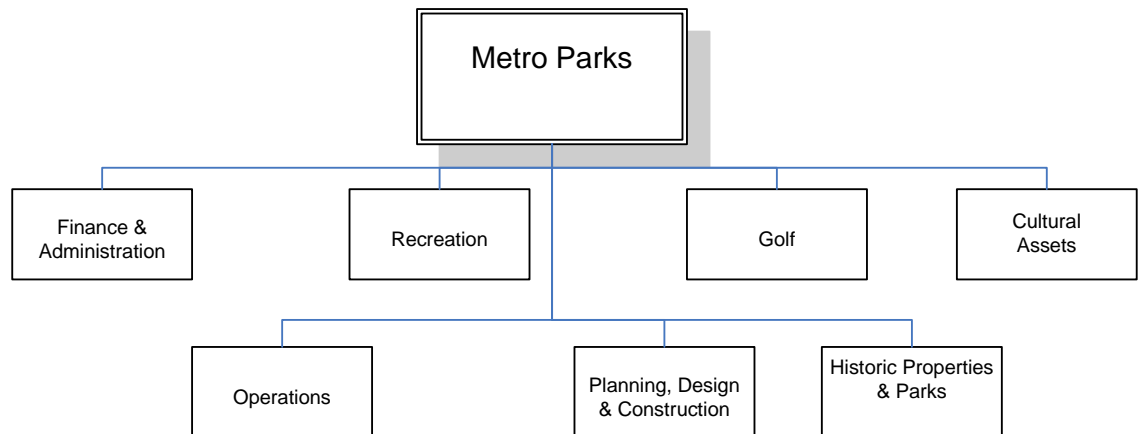 Metro Parks
Finance &
Administration
Recreation
Golf
Cultural
Assets
Operations
Planning, Design
& Construction
Historic Properties
& Parks